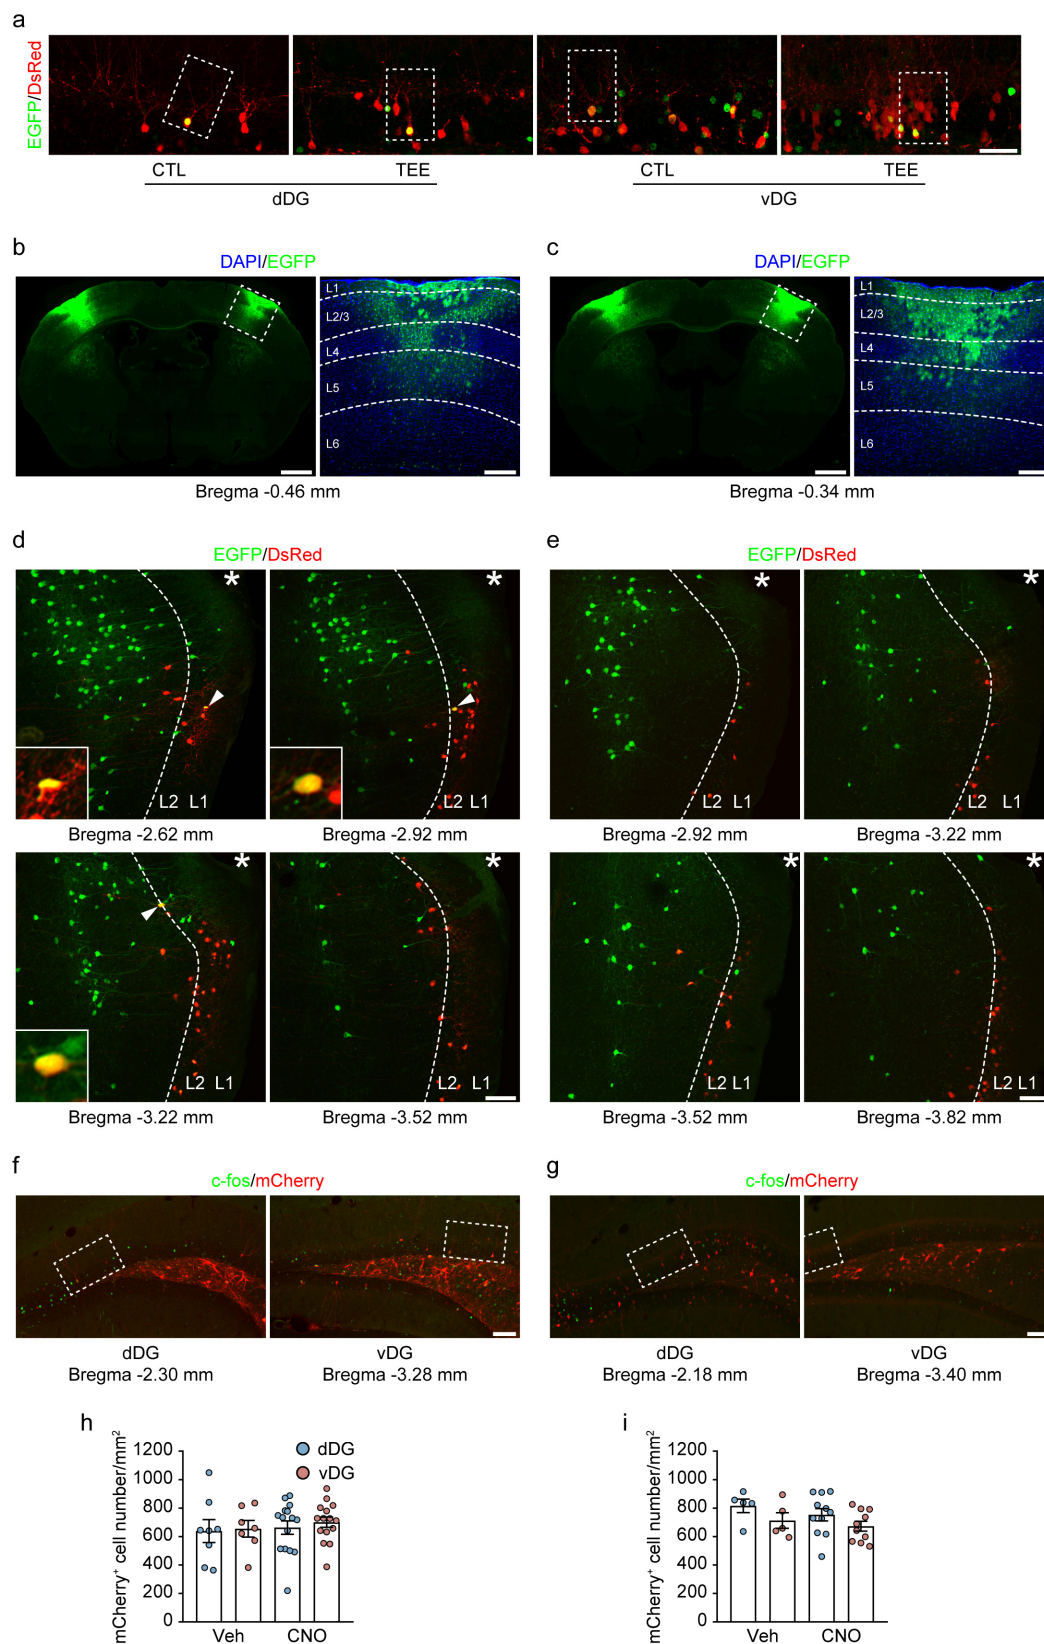 a
EGFP/DsRed
CTL TEE CTL TEE
dDG vDG
b c
DAPI/EGFP DAPI/EGFP
L1 L1
L2/3 L2/3
L4 L4
L5 L5
L6 L6
Bregma -0.46 mm Bregma -0.34 mm
d e
EGFP/DsRed EGFP/DsRed
* * * *
L2 L1 L2 L1 L2 L1
Bregma -2.62 mm Bregma -2.92 mm Bregma -2.92 mm Bregma -3.22 mm
* * * *
L2 L1 L2 L1 L2 L1 L2 L1
Bregma -3.22 mm Bregma -3.52 mm Bregma -3.52 mm Bregma -3.82 mm
f g
c-fos/mCherry c-fos/mCherry
dDG vDG dDG vDG
Bregma -2.30 mm Bregma -3.28 mm Bregma -2.18 mm Bregma -3.40 mm
h
mCherry⁺ cell number/mm²
1200
1000
800
600
400
200
0
dDG
vDG
Veh CNO
i
mCherry⁺ cell number/mm²
1200
1000
800
600
400
200
0
Veh CNO